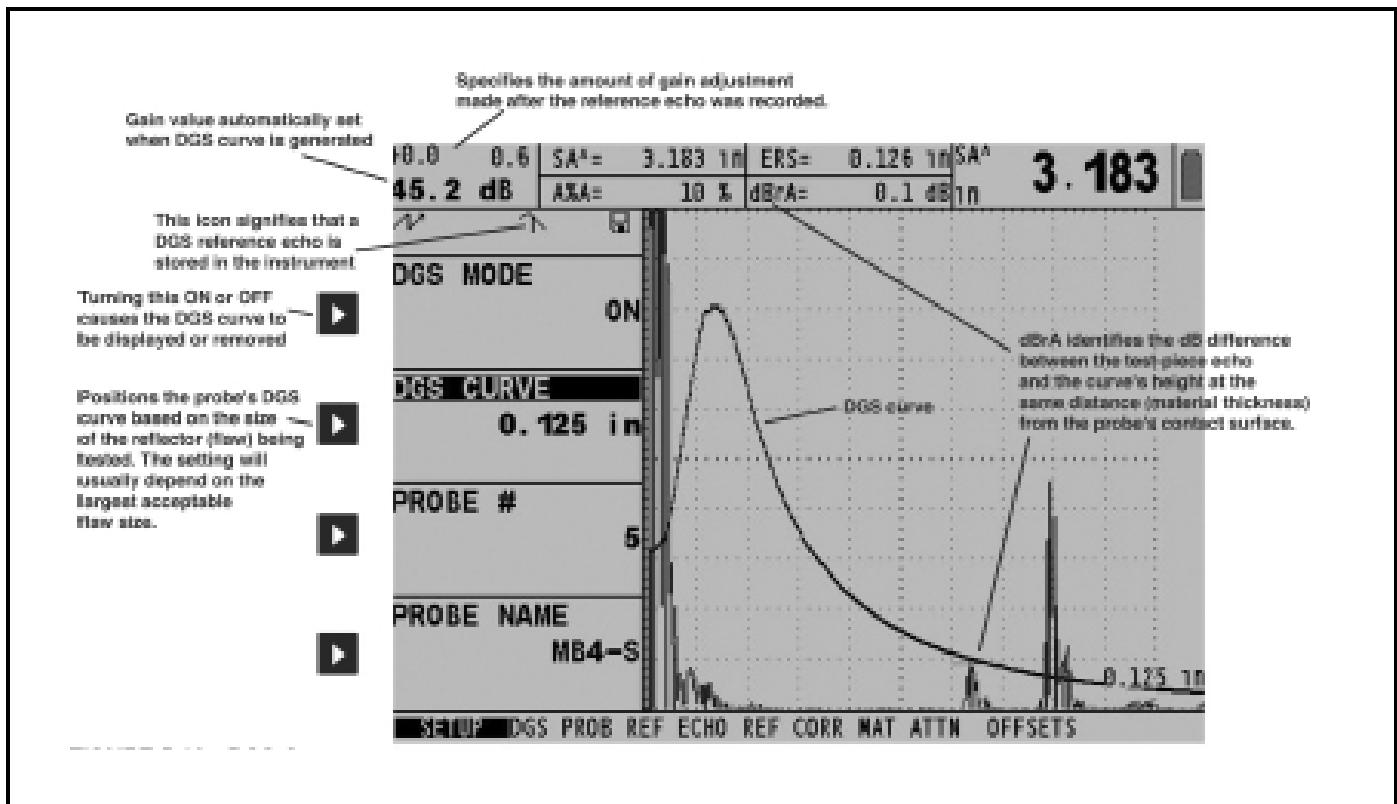 Specifies the amount of gain adjustment
made after the reference echo was recorded.
Gain value automatically set
when DGS curve is generated
+0.0 0.6 SA^= 3.183 in ERS= 0.126 in SA^ 3.183
45.2 dB A%A= 10 % dBrA= 0.1 dB in
This icon signifies that a
DGS reference echo is
stored in the instrument
DGS MODE
ON
Turning this ON or OFF
causes the DGS curve to
be displayed or removed
dBrA identifies the dB difference
between the test-piece echo
and the curve's height at the
same distance (material thickness)
from the probe's contact surface.
DGS CURVE
0.125 in
DGS curve
Positions the probe's DGS
curve based on the size
of the reflector (flaw) being
tested. The setting will
usually depend on the
largest acceptable
flaw size.
PROBE #
5
PROBE NAME
MB4-S
0.125 in
SETUP DGS PROB REF ECHO REF CORR MAT ATTN OFFSETS